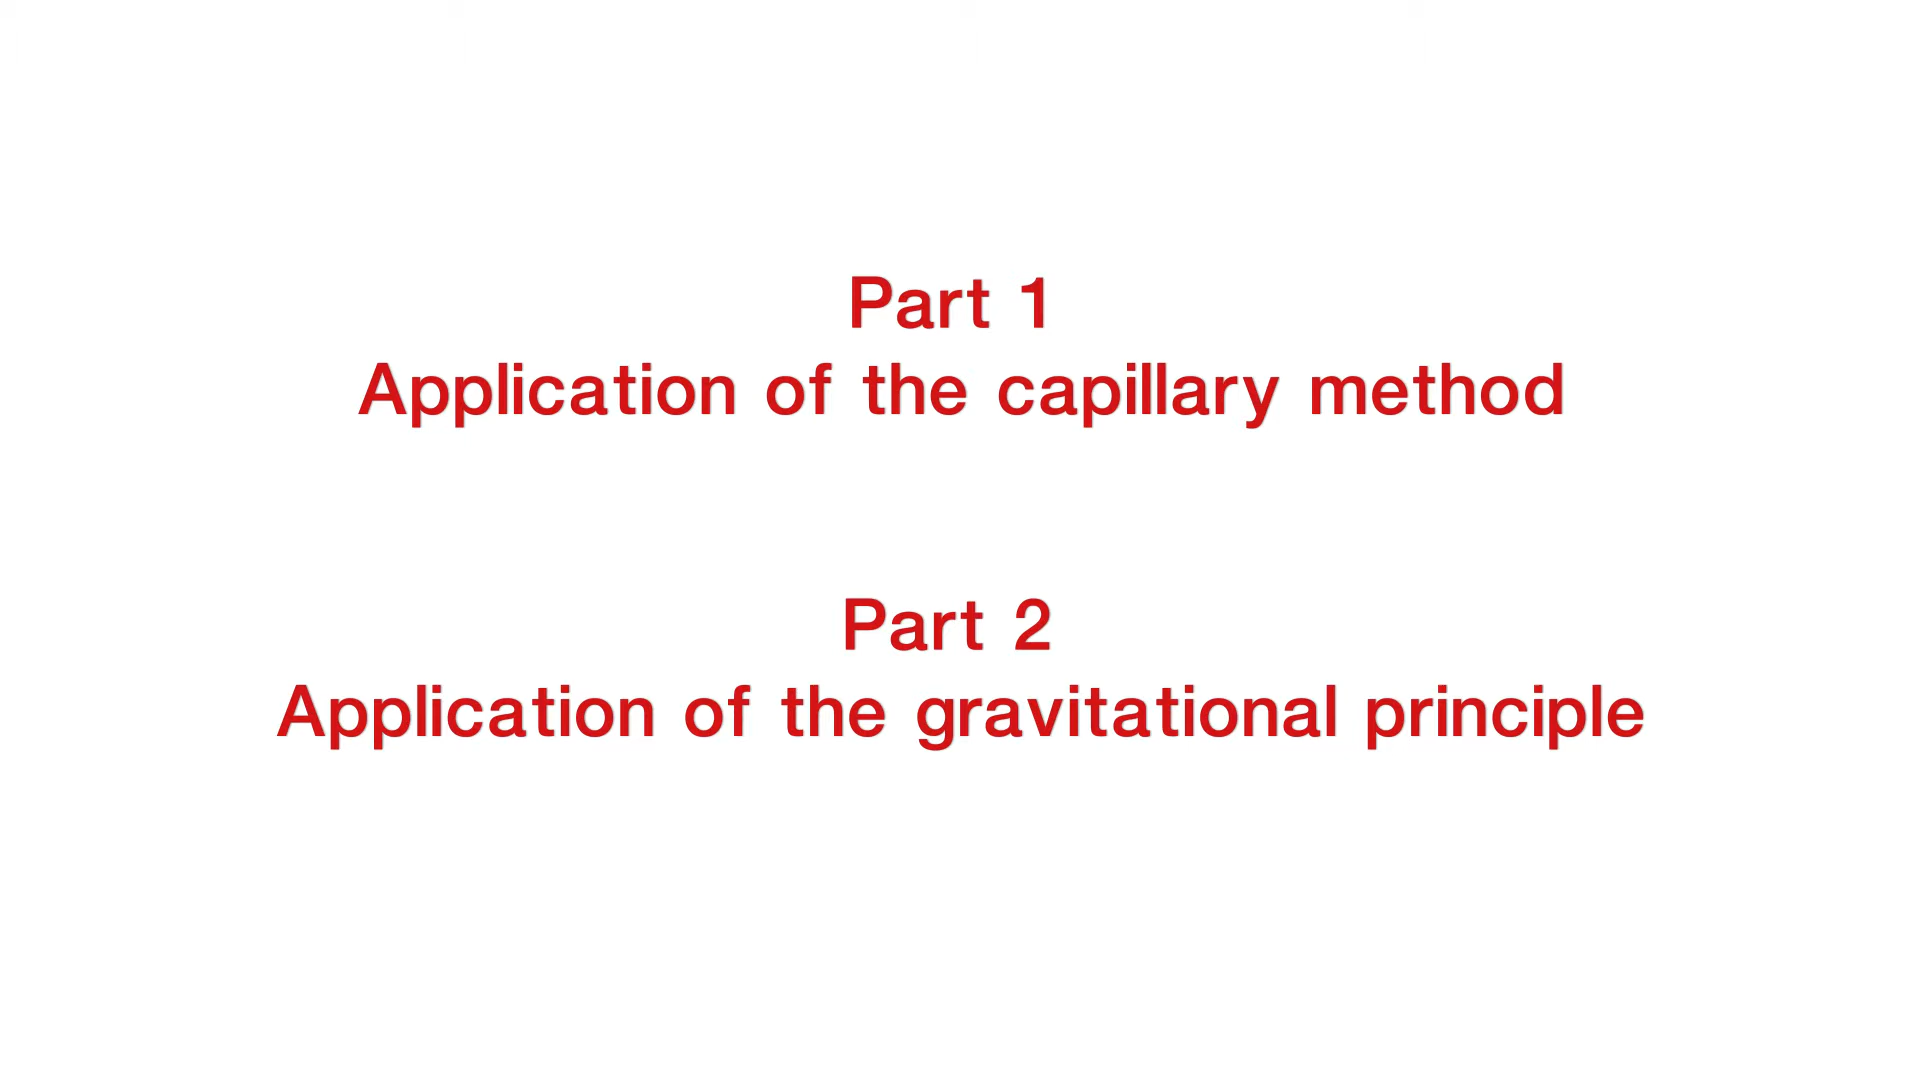 Part 1
Application of the capillary method
Part 2
Application of the gravitational principle